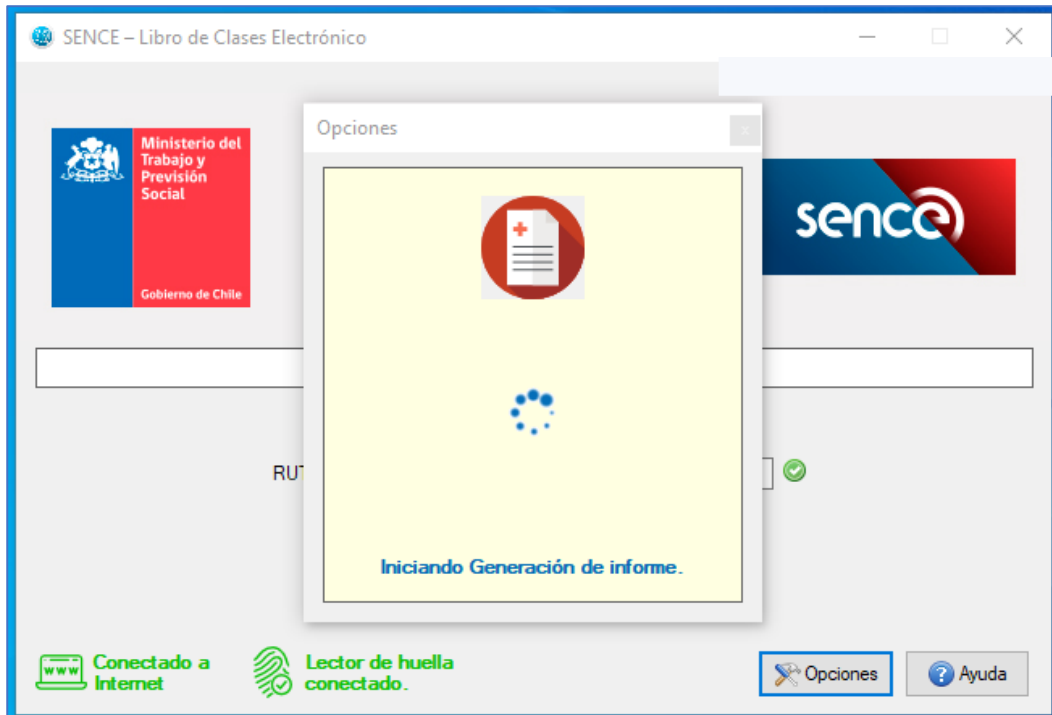 SENCE – Libro de Clases Electrónico
Ministerio del
Trabajo y
Previsión
Social
Gobierno de Chile
Opciones
x
sence
RUT
Iniciando Generación de informe.
www
Conectado a
Internet
Lector de huella
conectado.
Opciones
? Ayuda